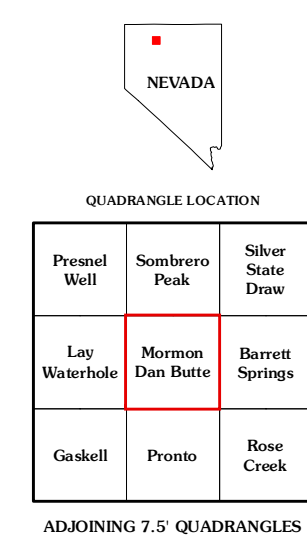 NEVADA
QUADRANGLE LOCATION
Presnel
Well
Sombrero
Peak
Silver
State
Draw
Lay
Waterhole
Mormon
Dan Butte
Barrett
Springs
Gaskell
Pronto
Rose
Creek
ADJOINING 7.5' QUADRANGLES